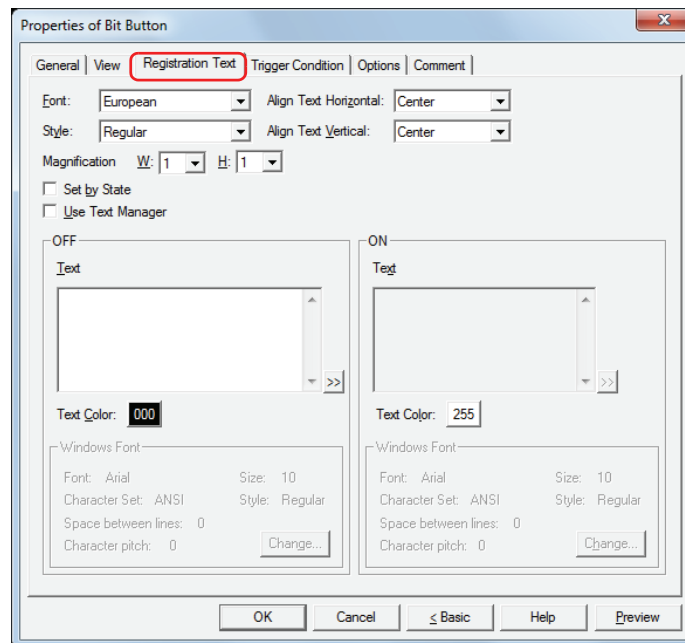 Properties of Bit Button
General View Registration Text Trigger Condition Options Comment
Font: European Align Text Horizontal: Center
Style: Regular Align Text Vertical: Center
Magnification W: 1 H: 1
Set by State
Use Text Manager
OFF
Text
>>
Text Color: 000
Windows Font
Font: Arial Size: 10
Character Set: ANSI Style: Regular
Space between lines: 0
Character pitch: 0 Change...
ON
Text
>>
Text Color: 255
Windows Font
Font: Arial Size: 10
Character Set: ANSI Style: Regular
Space between lines: 0
Character pitch: 0 Change...
OK Cancel < Basic Help Preview